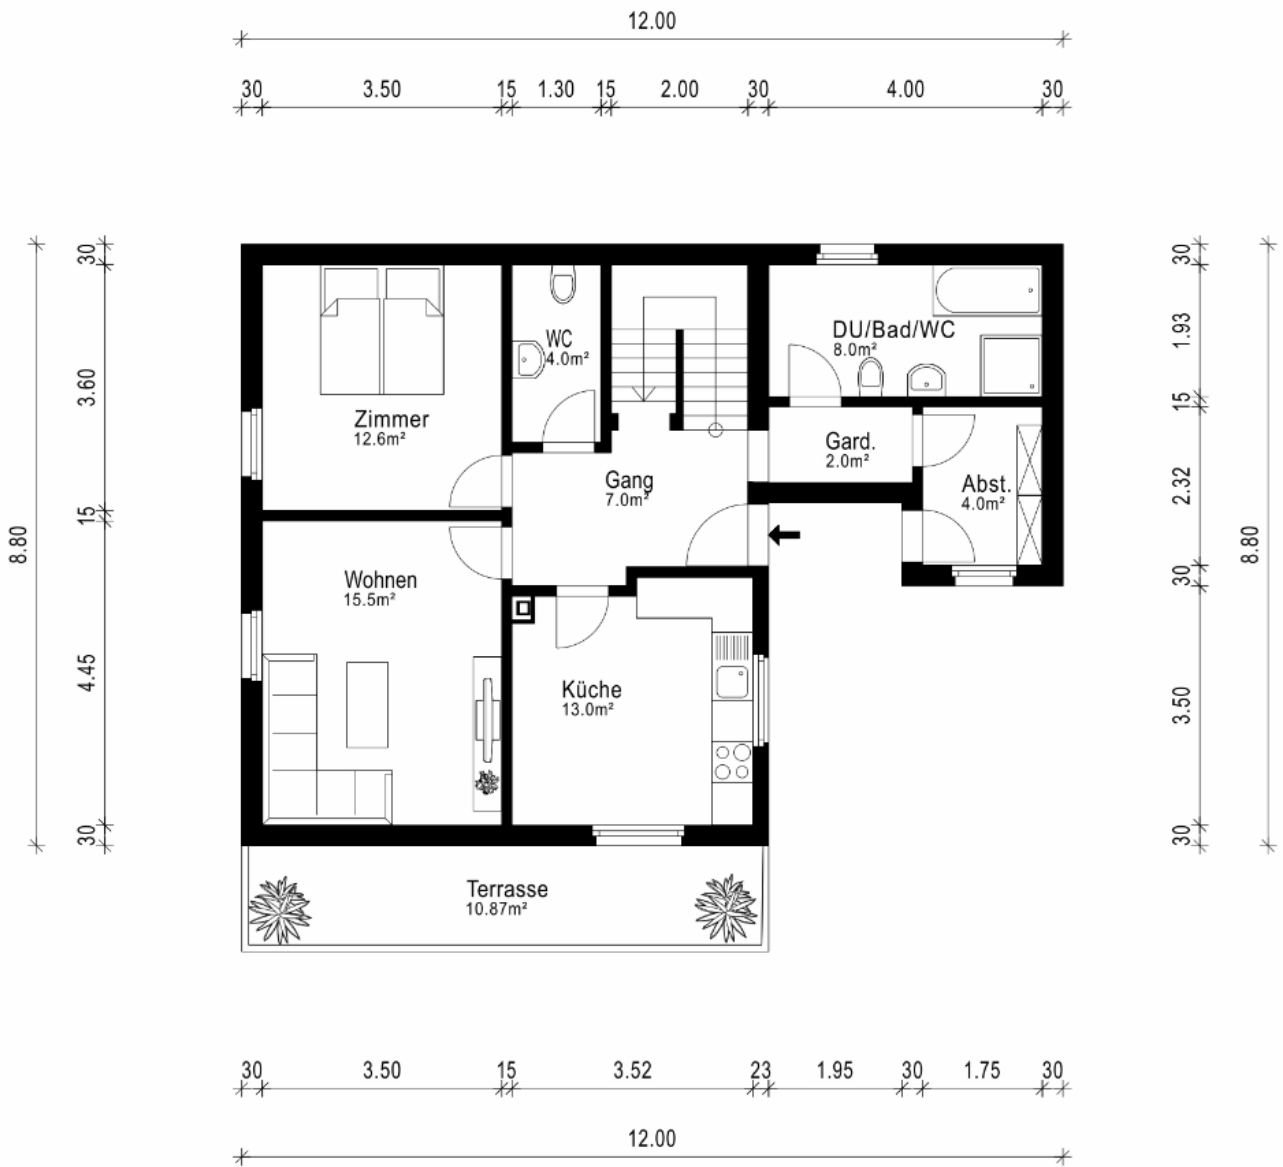 12.00
30 3.50 15 1.30 15 2.00 30 4.00 30
30
3.60
15
4.45
30
8.80
30
1.93
15
2.32
30
3.50
30
8.80
Zimmer
12.6m²
WC
4.0m²
DU/Bad/WC
8.0m²
Gard.
2.0m²
Abst.
4.0m²
Gang
7.0m²
Wohnen
15.5m²
Küche
13.0m²
Terrasse
10.87m²
30 3.50 15 3.52 23 1.95 30 1.75 30
12.00